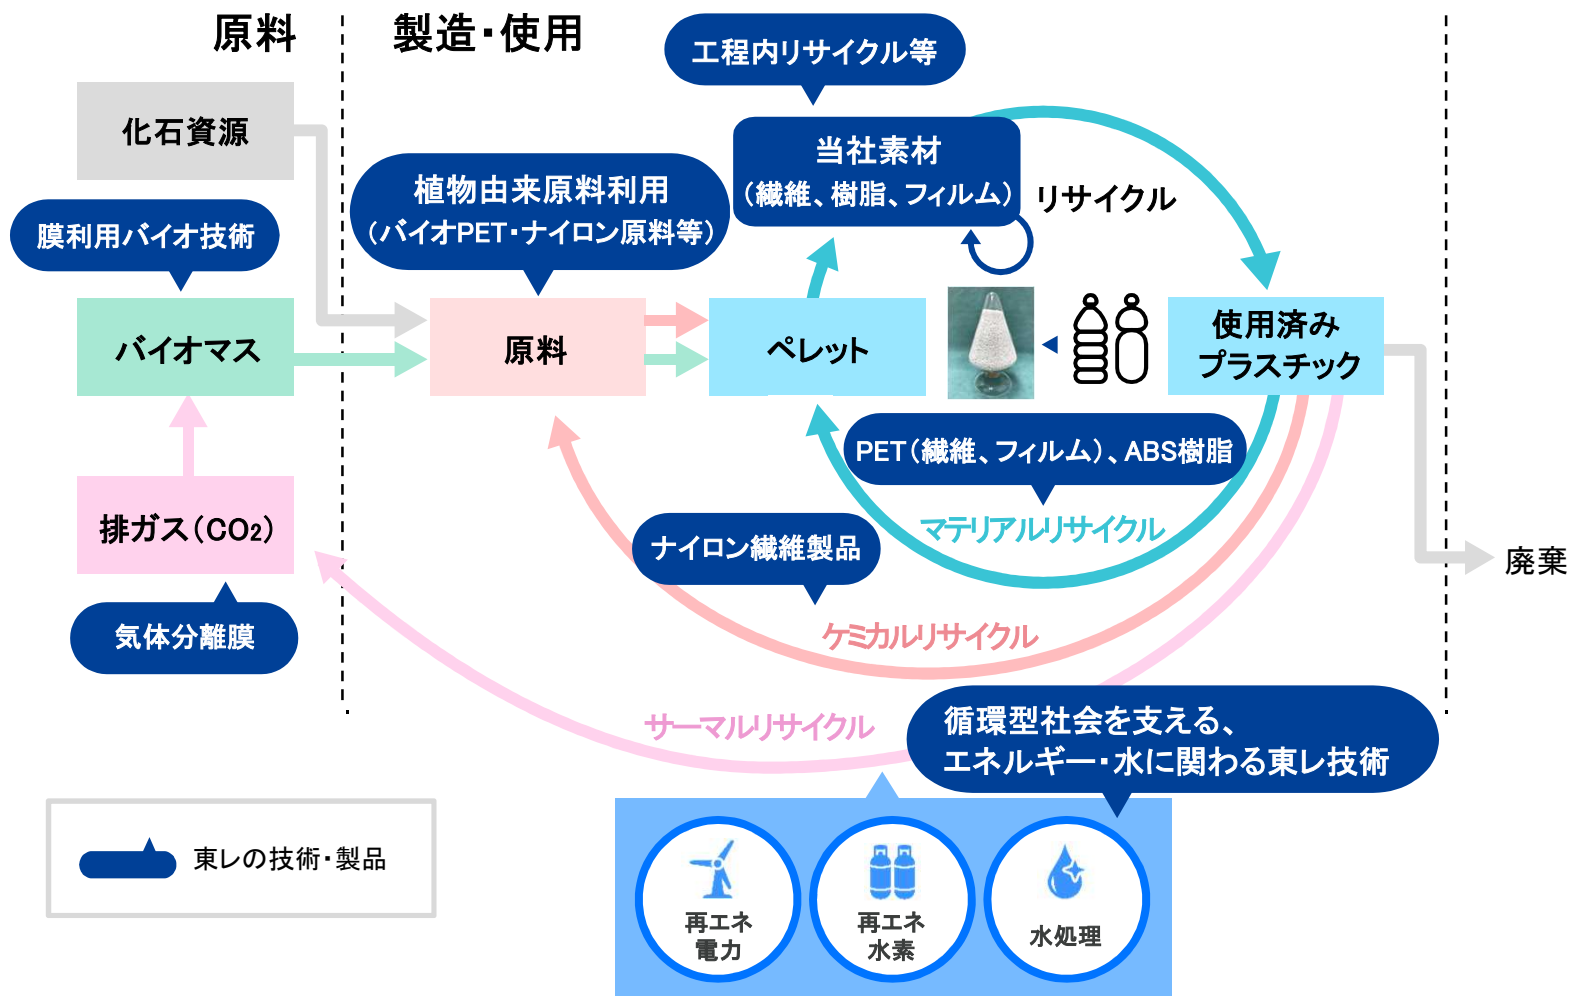 原料
製造・使用
工程内リサイクル等
化石資源
当社素材
（繊維、樹脂、フィルム）
植物由来原料利用
（バイオPET・ナイロン原料等）
リサイクル
膜利用バイオ技術
バイオマス
原料
ペレット
使用済み
プラスチック
PET（繊維、フィルム）、ABS樹脂
排ガス（CO₂）
マテリアルリサイクル
ナイロン繊維製品
廃棄
気体分離膜
ケミカルリサイクル
サーマルリサイクル
循環型社会を支える、
エネルギー・水に関わる東レ技術
東レの技術・製品
再エネ
電力
再エネ
水素
水処理